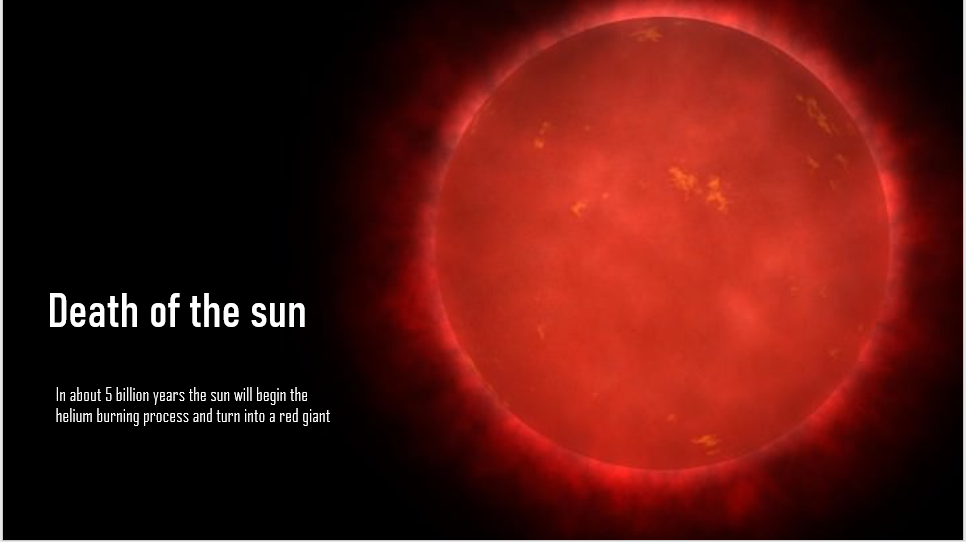 Death of the sun
In about 5 billion years the sun will begin the
helium burning process and turn into a red giant